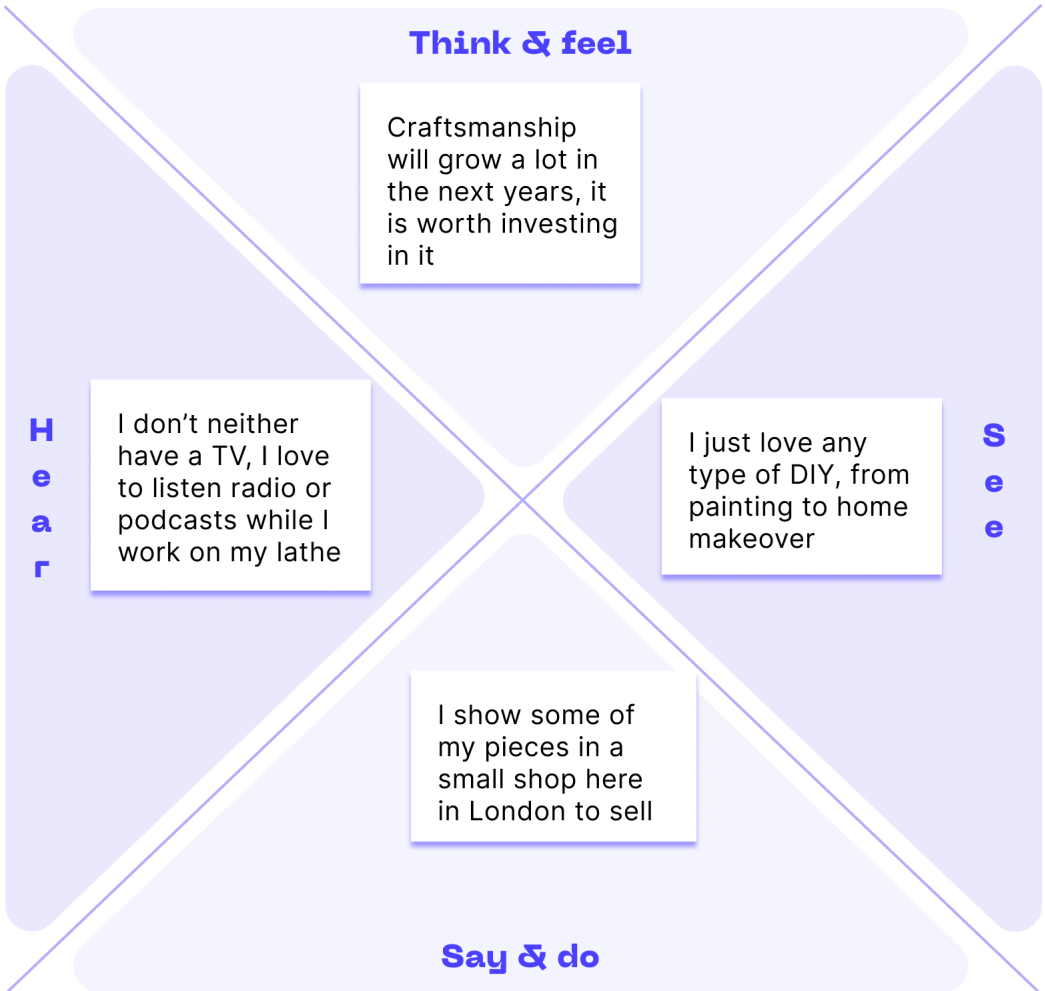 Think & feel
Craftsmanship
will grow a lot in
the next years, it
is worth investing
in it
Hear
I don’t neither
have a TV, I love
to listen radio or
podcasts while I
work on my lathe
I just love any
type of DIY, from
painting to home
makeover
See
I show some of
my pieces in a
small shop here
in London to sell
Say & do